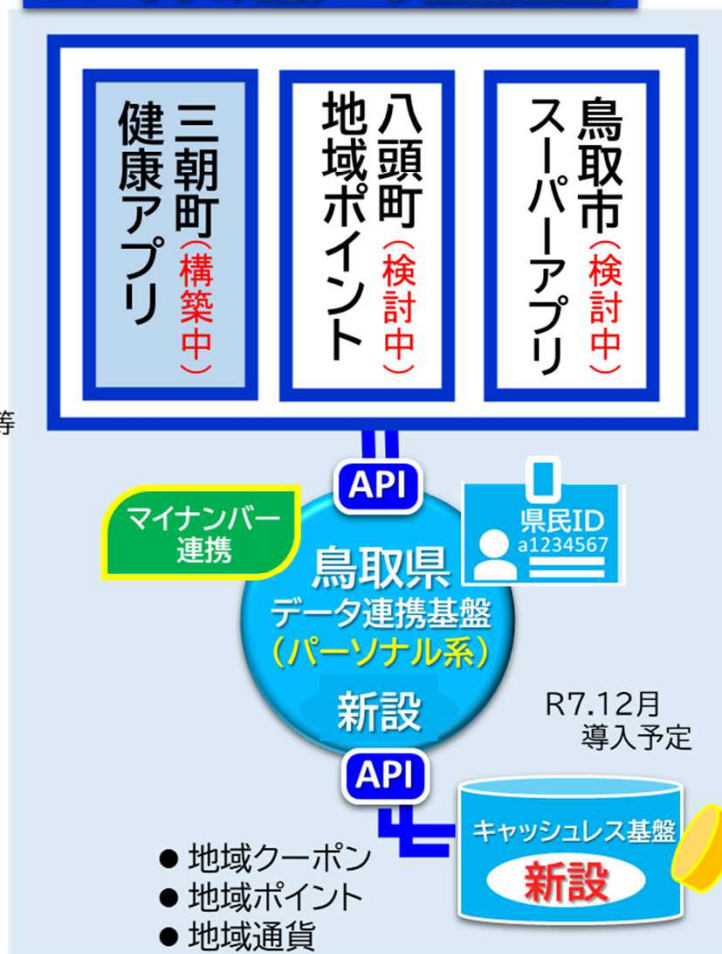 三朝町(構築中)
健康アプリ
八頭町(検討中)
地域ポイント
鳥取市(検討中)
スーパーアプリ
等
API
マイナンバー
連携
県民ID
a1234567
鳥取県
データ連携基盤
(パーソナル系)
新設
R7.12月
導入予定
API
キャッシュレス基盤
新設
● 地域クーポン
● 地域ポイント
● 地域通貨